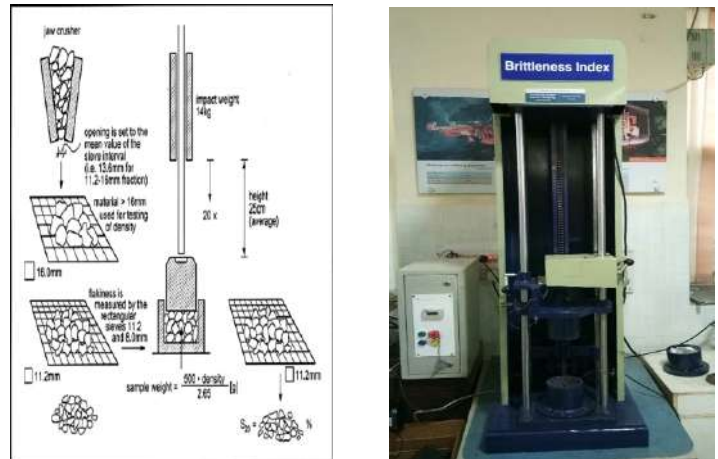 jaw crusher
impact weight
14kg
opening is set to the
mean value of the
sieve interval
(i.e. 13.6mm for
11.2-16mm fraction)
material > 16mm
used for testing
of density
20 x
height
25cm
(average)
16.0mm
flakiness is
measured by the
rectangular
sieves 11.2
and 8.0mm
11.2mm
11.2mm
sample weight = 500 · density / 2.65 [g]
S20 = %
Brittleness Index